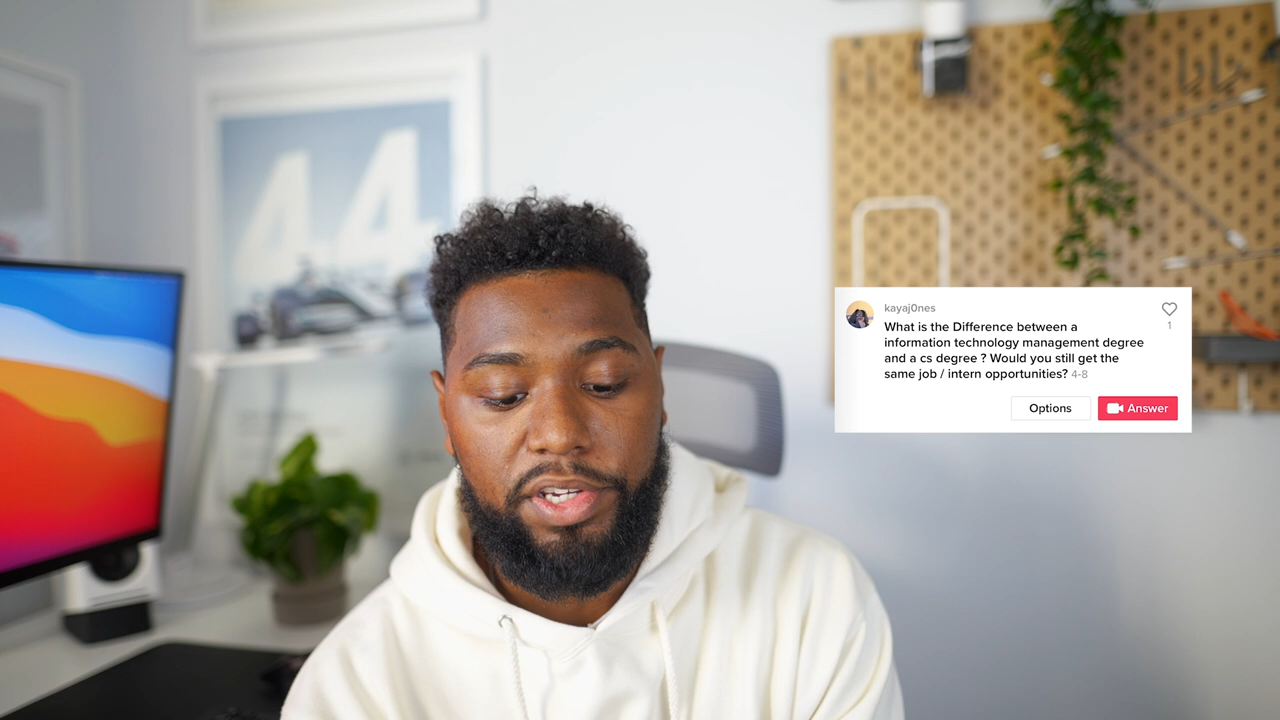 44
kayaj0nes
What is the Difference between a
information technology management degree
and a cs degree ? Would you still get the
same job / intern opportunities? 4-8
1
Options
Answer